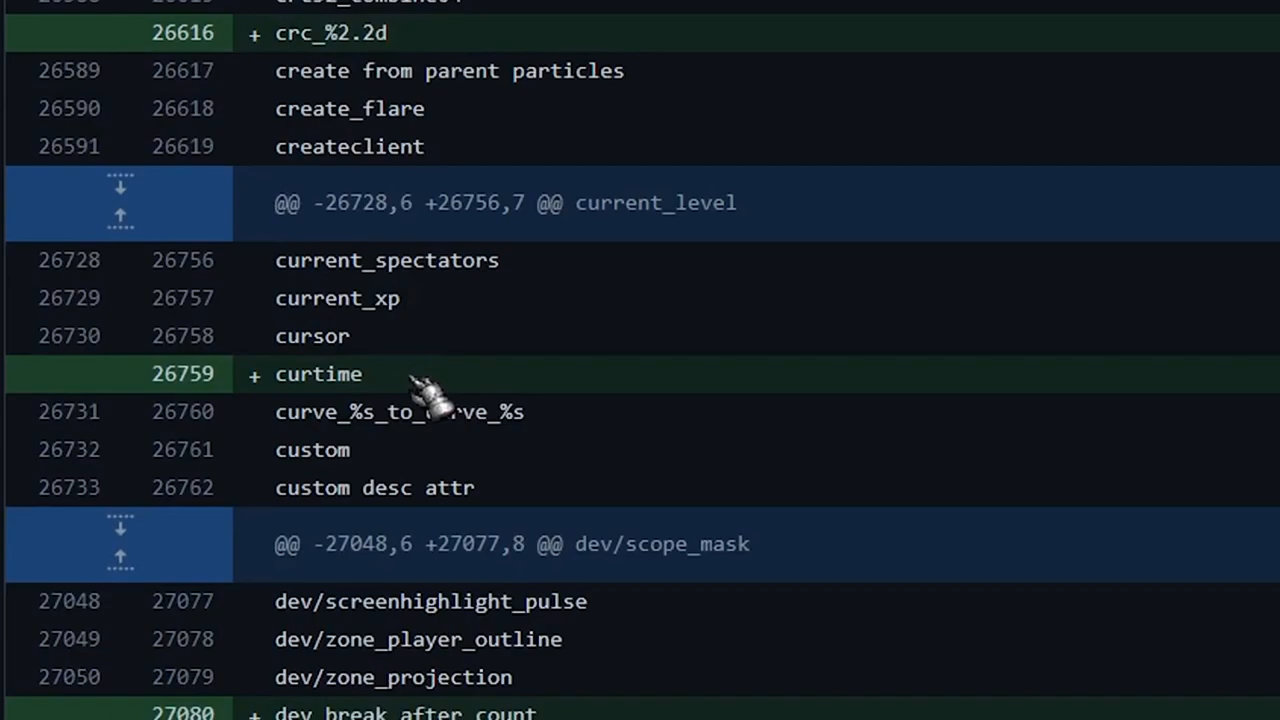 26616 + crc_%2.2d
26589 26617 create from parent particles
26590 26618 create_flare
26591 26619 createclient
@@ -26728,6 +26756,7 @@ current_level
26728 26756 current_spectators
26729 26757 current_xp
26730 26758 cursor
26759 + curtime
26731 26760 curve_%s_to_curve_%s
26732 26761 custom
26733 26762 custom desc attr
@@ -27048,6 +27077,8 @@ dev/scope_mask
27048 27077 dev/screenhighlight_pulse
27049 27078 dev/zone_player_outline
27050 27079 dev/zone_projection
27080 + dev_break_after_count